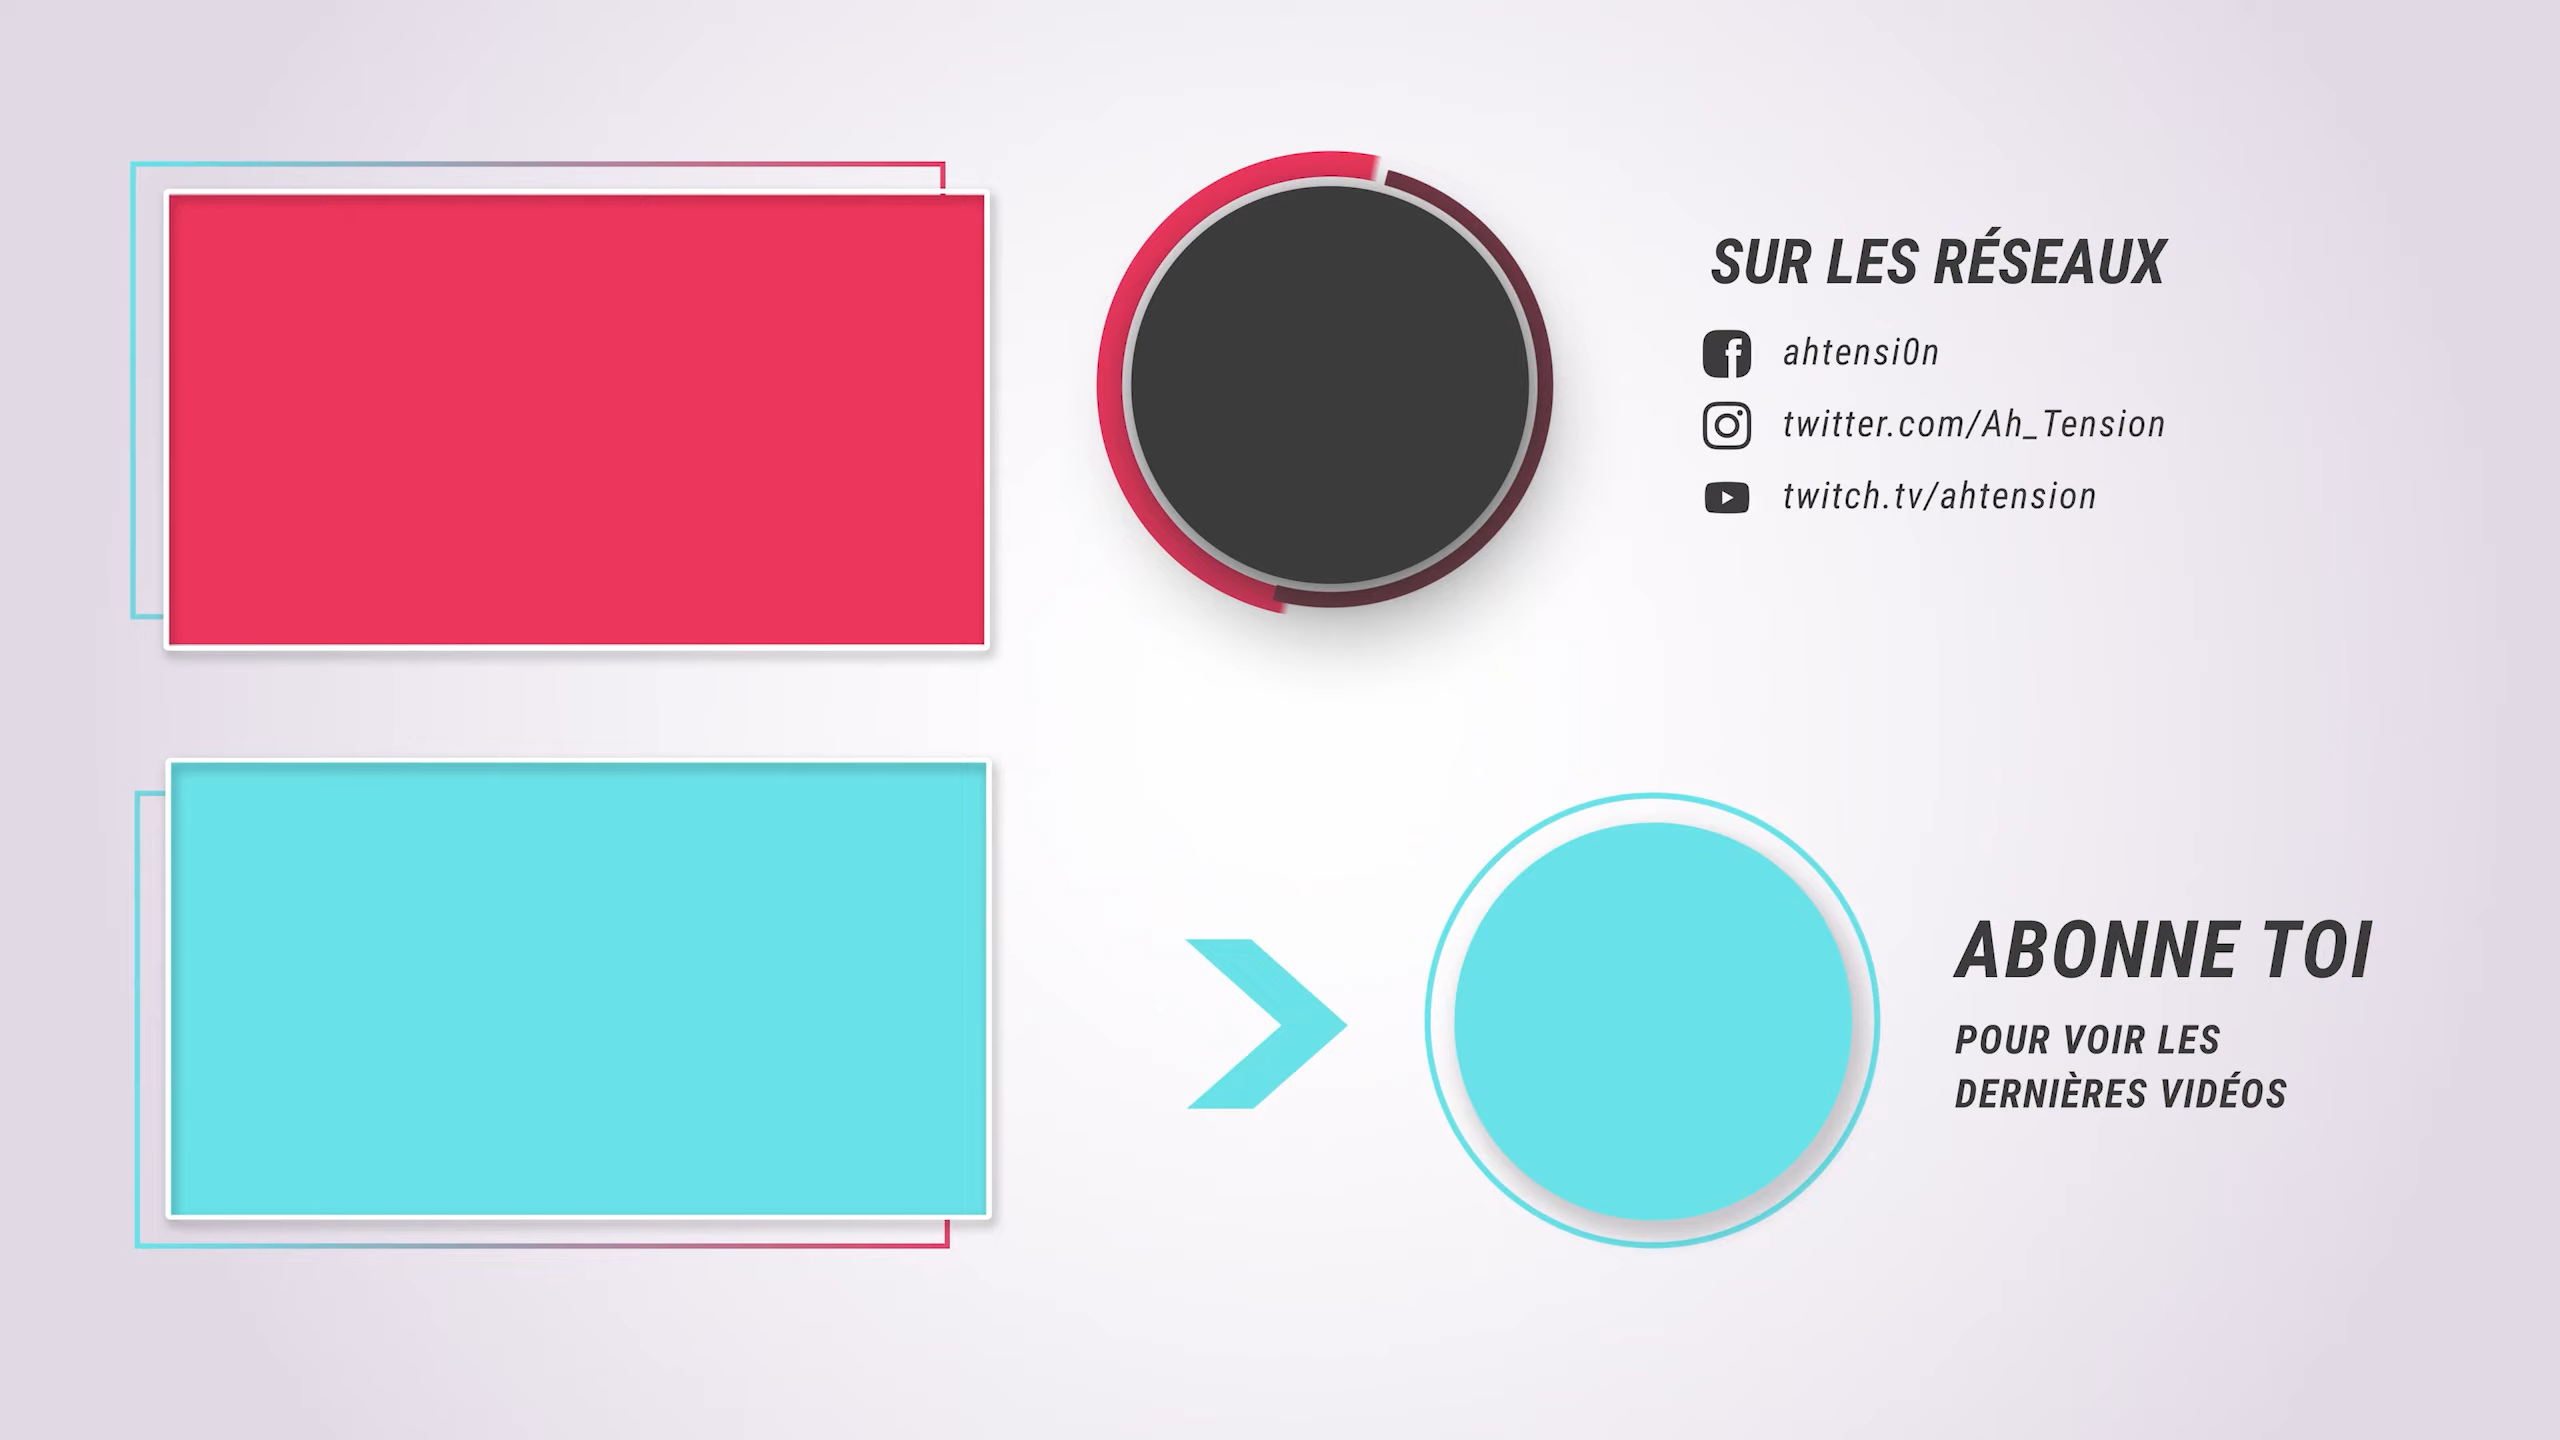 SUR LES RÉSEAUX
ahtensi0n
twitter.com/Ah_Tension
twitch.tv/ahtension
ABONNE TOI
POUR VOIR LES
DERNIÈRES VIDÉOS